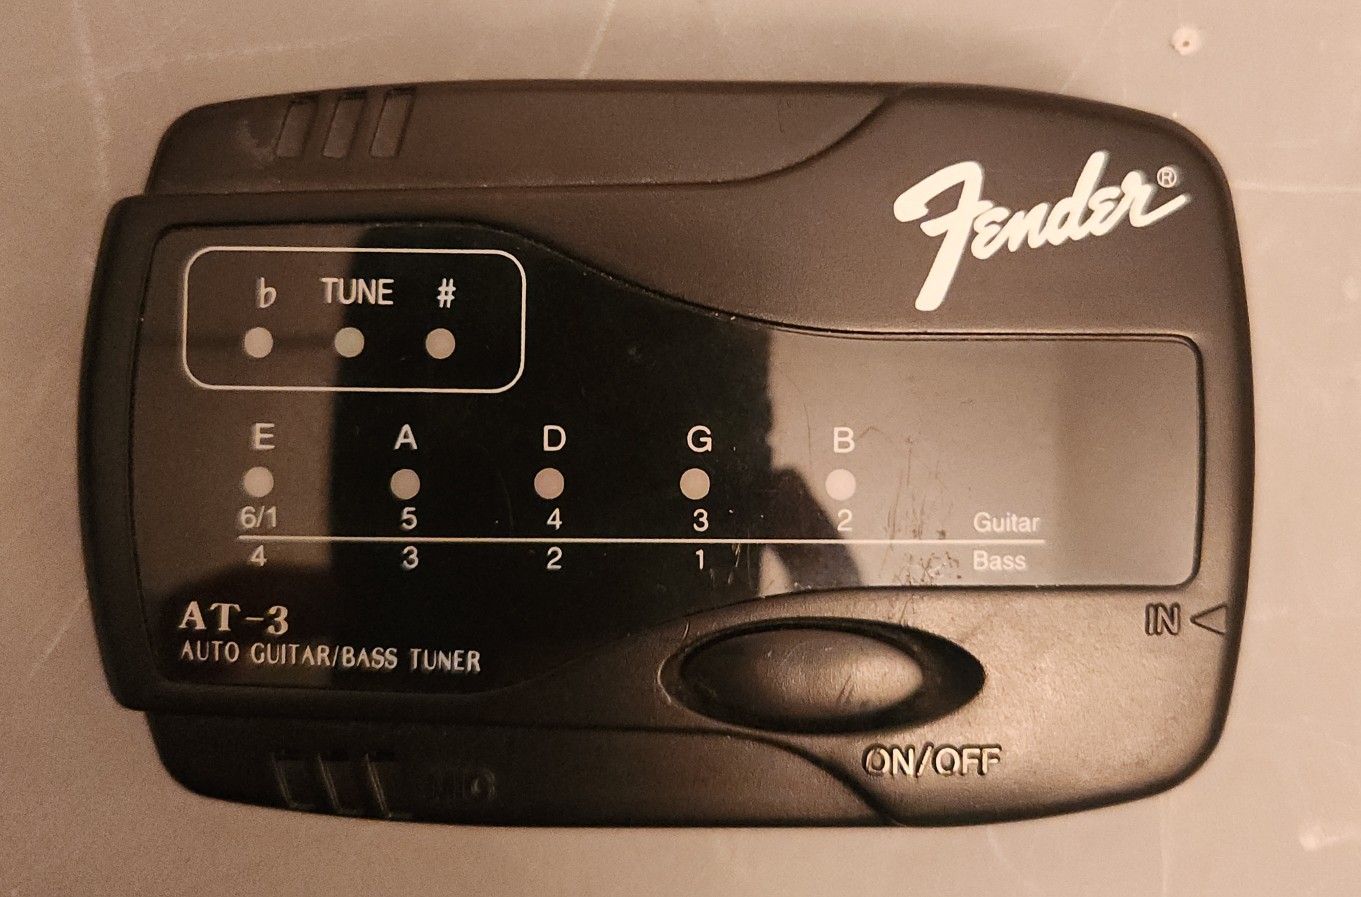 Fender®
♭ TUNE #
E A D G B
6/1 5 4 3 2 Guitar
4 3 2 1 Bass
AT-3
AUTO GUITAR/BASS TUNER
IN
ON/OFF
MIC